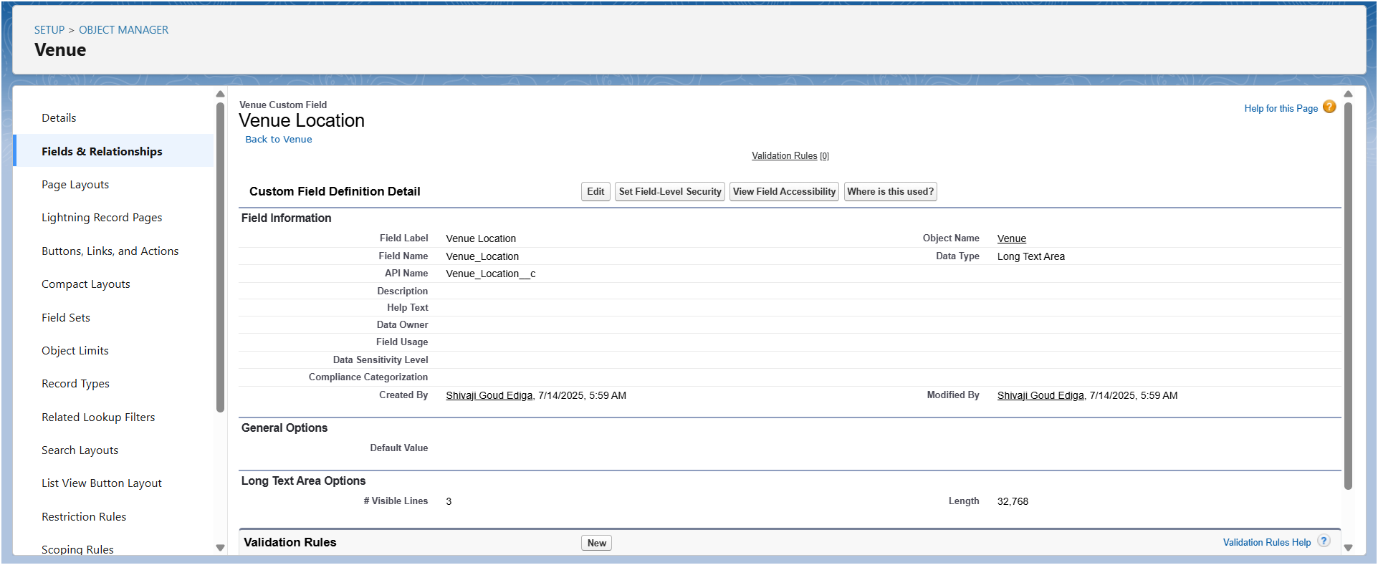 SETUP > OBJECT MANAGER
Venue
Details
Fields & Relationships
Page Layouts
Lightning Record Pages
Buttons, Links, and Actions
Compact Layouts
Field Sets
Object Limits
Record Types
Related Lookup Filters
Search Layouts
List View Button Layout
Restriction Rules
Scoping Rules
Venue Custom Field
Venue Location
Help for this Page ?
Back to Venue
Validation Rules [0]
Custom Field Definition Detail Edit Set Field-Level Security View Field Accessibility Where is this used?
Field Information
Field Label Venue Location Object Name Venue
Field Name Venue_Location Data Type Long Text Area
API Name Venue_Location__c
Description
Help Text
Data Owner
Field Usage
Data Sensitivity Level
Compliance Categorization
Created By Shivaji Goud Ediga, 7/14/2025, 5:59 AM Modified By Shivaji Goud Ediga, 7/14/2025, 5:59 AM
General Options
Default Value
Long Text Area Options
# Visible Lines 3 Length 32,768
Validation Rules New Validation Rules Help ?